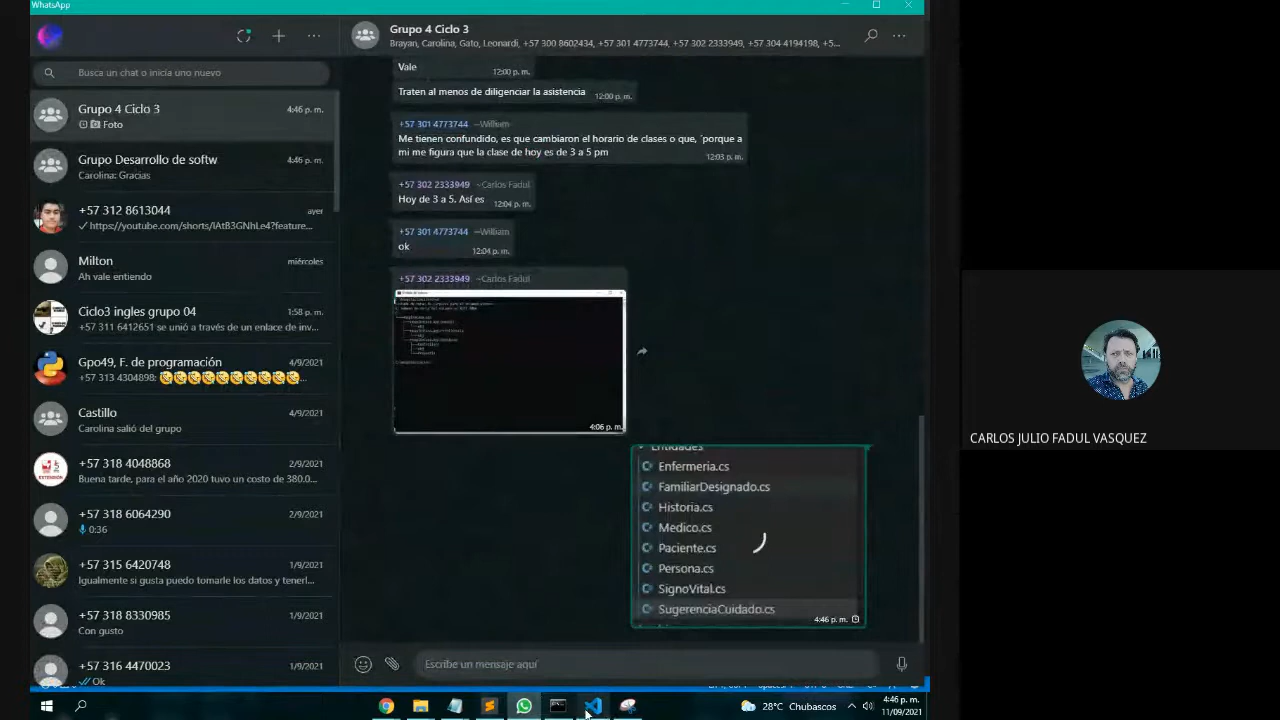 WhatsApp
Grupo 4 Ciclo 3
Brayan, Carolina, Gato, Leonardi, +57 300 8602434, +57 301 4773744, +57 302 2333949, +57 304 4194198, +5...
Busca un chat o inicia uno nuevo
Grupo 4 Ciclo 3
4:46 p. m.
Foto
Grupo Desarrollo de softw
4:46 p. m.
Carolina: Gracias
+57 312 8613044
ayer
https://youtube.com/shorts/IAtB3GNhLe4?feature...
Milton
miércoles
Ah vale entiendo
Ciclo3 ingles grupo 04
1:58 p. m.
+57 311 6412651 se unió a través de un enlace de inv...
Gpo49, F. de programación
4/9/2021
+57 313 4304898:
Castillo
4/9/2021
Carolina salió del grupo
+57 318 4048868
2/9/2021
Buena tarde, para el año 2020 tuvo un costo de 380.0...
+57 318 6064290
2/9/2021
0:36
+57 315 6420748
1/9/2021
Igualmente si gusta puedo tomarle los datos y tenerl...
+57 318 8330985
1/9/2021
Con gusto
+57 316 4470023
1/9/2021
Ok
Vale
12:00 p. m.
Traten al menos de diligenciar la asistencia
12:00 p. m.
+57 301 4773744 ~William
Me tienen confundido, es que cambiaron el horario de clases o que, ´porque a
mi me figura que la clase de hoy es de 3 a 5 pm
12:03 p. m.
+57 302 2333949 ~Carlos Fadul
Hoy de 3 a 5. Así es
12:04 p. m.
+57 301 4773744 ~William
ok
12:04 p. m.
+57 302 2333949 ~Carlos Fadul
4:06 p. m.
Entidades
Enfermeria.cs
FamiliarDesignado.cs
Historia.cs
Medico.cs
Paciente.cs
Persona.cs
SignoVital.cs
SugerenciaCuidado.cs
4:46 p. m.
Escribe un mensaje aquí
CARLOS JULIO FADUL VASQUEZ
28°C Chubascos
4:46 p. m.
11/09/2021